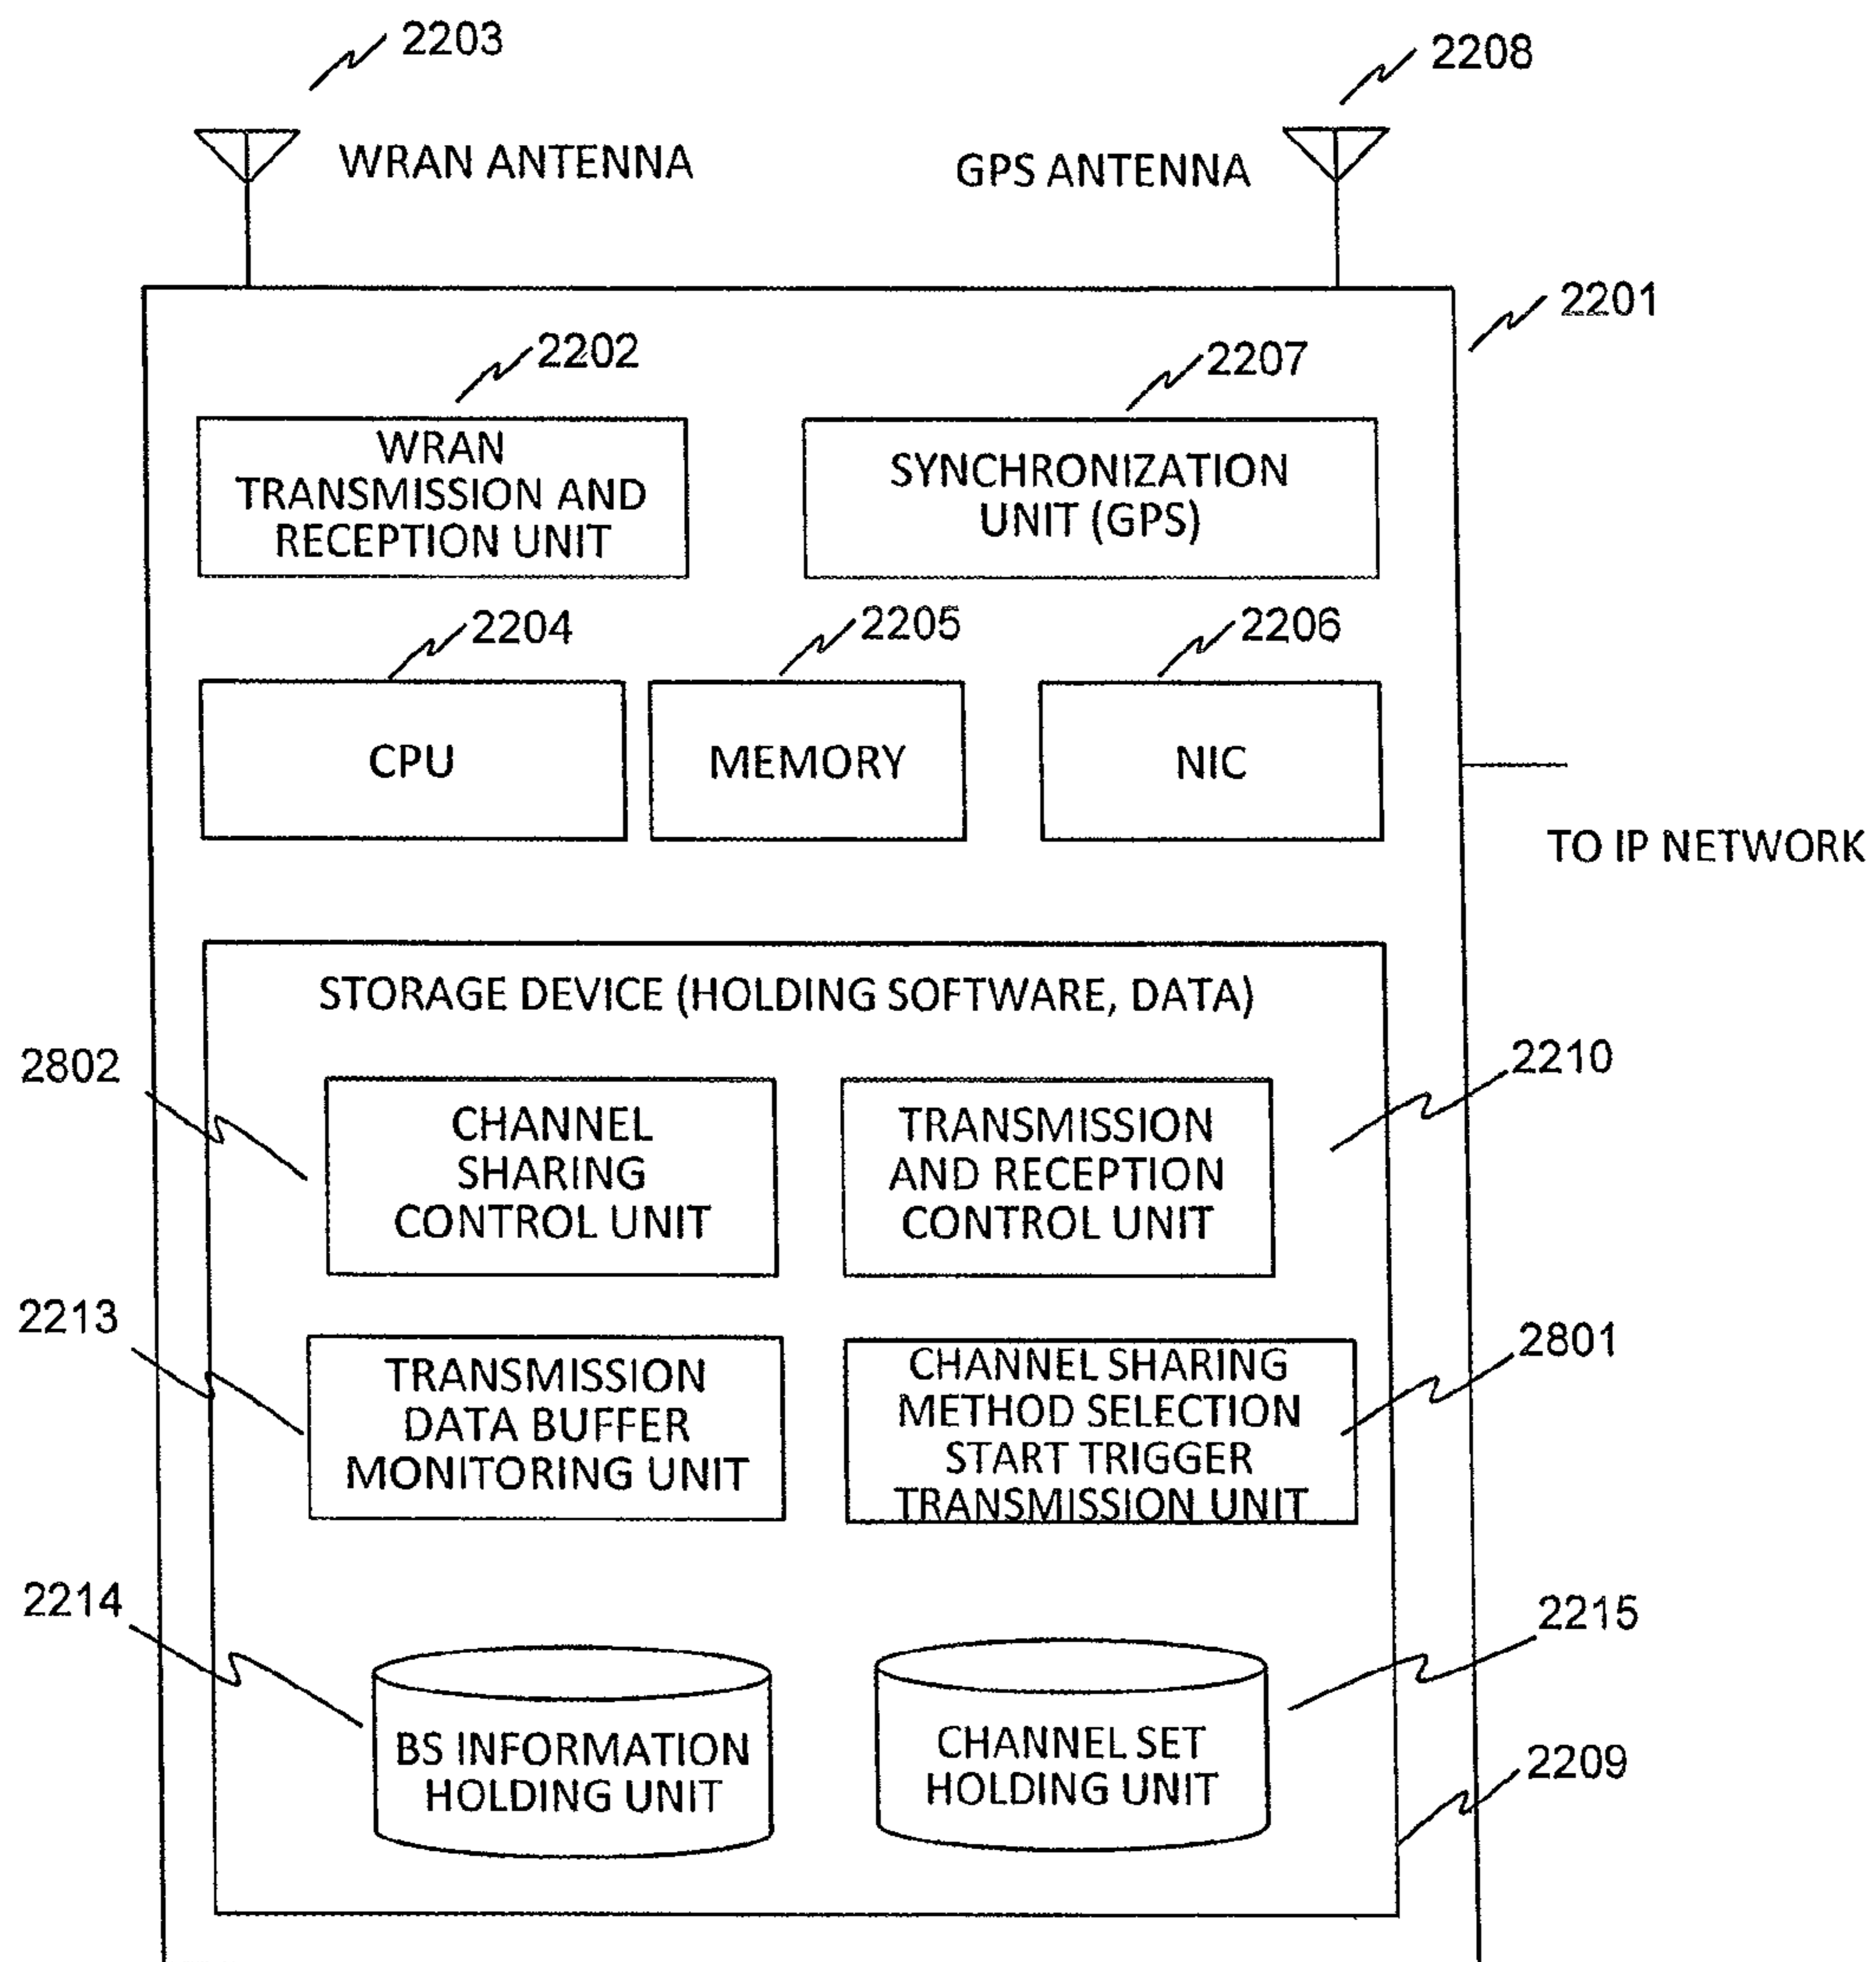 2203
2208
WRAN ANTENNA
GPS ANTENNA
2201
2202
2207
WRAN
TRANSMISSION AND
RECEPTION UNIT
SYNCHRONIZATION
UNIT (GPS)
2204
2205
2206
CPU
MEMORY
NIC
TO IP NETWORK
STORAGE DEVICE (HOLDING SOFTWARE, DATA)
2802
2210
CHANNEL
SHARING
CONTROL UNIT
TRANSMISSION
AND RECEPTION
CONTROL UNIT
2213
2801
TRANSMISSION
DATA BUFFER
MONITORING UNIT
CHANNEL SHARING
METHOD SELECTION
START TRIGGER
TRANSMISSION UNIT
2214
2215
BS INFORMATION
HOLDING UNIT
CHANNEL SET
HOLDING UNIT
2209